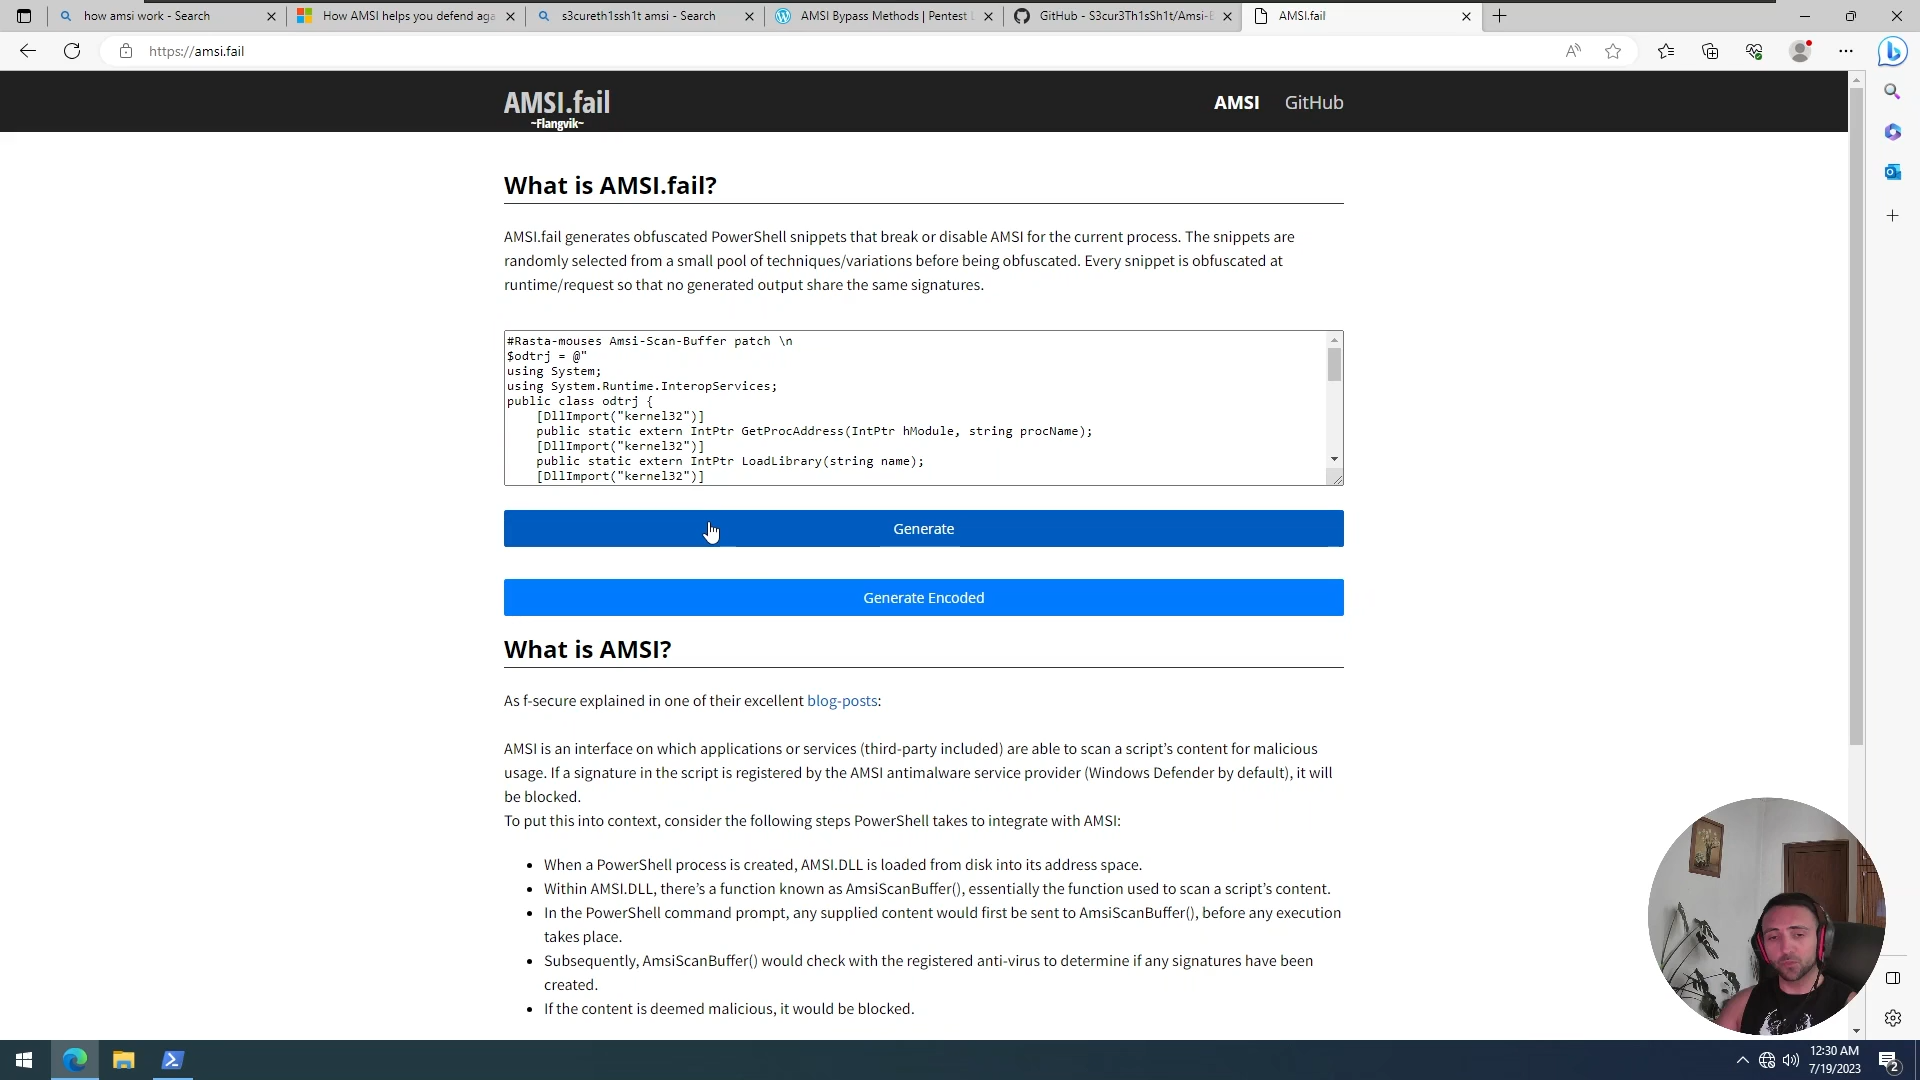 how amsi work - Search
How AMSI helps you defend aga
s3cureth1ssh1t amsi - Search
AMSI Bypass Methods | Pentest L
GitHub - S3cur3Th1sSh1t/Amsi-B
AMSI.fail
https://amsi.fail
AMSI.fail
~Flangvik~
AMSI
GitHub
What is AMSI.fail?
AMSI.fail generates obfuscated PowerShell snippets that break or disable AMSI for the current process. The snippets are
randomly selected from a small pool of techniques/variations before being obfuscated. Every snippet is obfuscated at
runtime/request so that no generated output share the same signatures.
#Rasta-mouses Amsi-Scan-Buffer patch \n
$odtrj = @"
using System;
using System.Runtime.InteropServices;
public class odtrj {
[DllImport("kernel32")]
public static extern IntPtr GetProcAddress(IntPtr hModule, string procName);
[DllImport("kernel32")]
public static extern IntPtr LoadLibrary(string name);
[DllImport("kernel32")]
Generate
Generate Encoded
What is AMSI?
As f-secure explained in one of their excellent blog-posts:
AMSI is an interface on which applications or services (third-party included) are able to scan a script's content for malicious
usage. If a signature in the script is registered by the AMSI antimalware service provider (Windows Defender by default), it will
be blocked.
To put this into context, consider the following steps PowerShell takes to integrate with AMSI:
• When a PowerShell process is created, AMSI.DLL is loaded from disk into its address space.
• Within AMSI.DLL, there's a function known as AmsiScanBuffer(), essentially the function used to scan a script's content.
• In the PowerShell command prompt, any supplied content would first be sent to AmsiScanBuffer(), before any execution
takes place.
• Subsequently, AmsiScanBuffer() would check with the registered anti-virus to determine if any signatures have been
created.
• If the content is deemed malicious, it would be blocked.
12:30 AM
7/19/2023
2